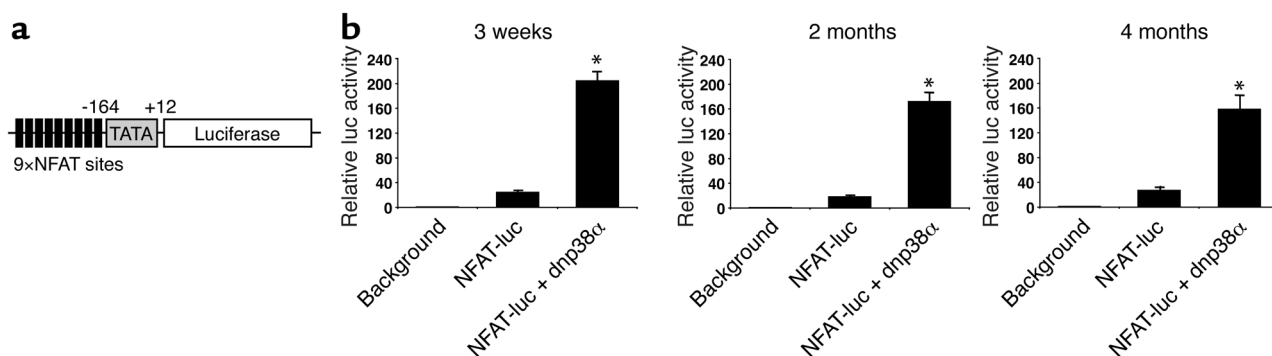 a
b
-164 +12
TATA
Luciferase
9×NFAT sites
3 weeks
Relative luc activity
240
200
160
120
80
40
0
*
Background
NFAT-luc
NFAT-luc + dnp38α
2 months
Relative luc activity
240
200
160
120
80
40
0
*
Background
NFAT-luc
NFAT-luc + dnp38α
4 months
Relative luc activity
240
200
160
120
80
40
0
*
Background
NFAT-luc
NFAT-luc + dnp38α